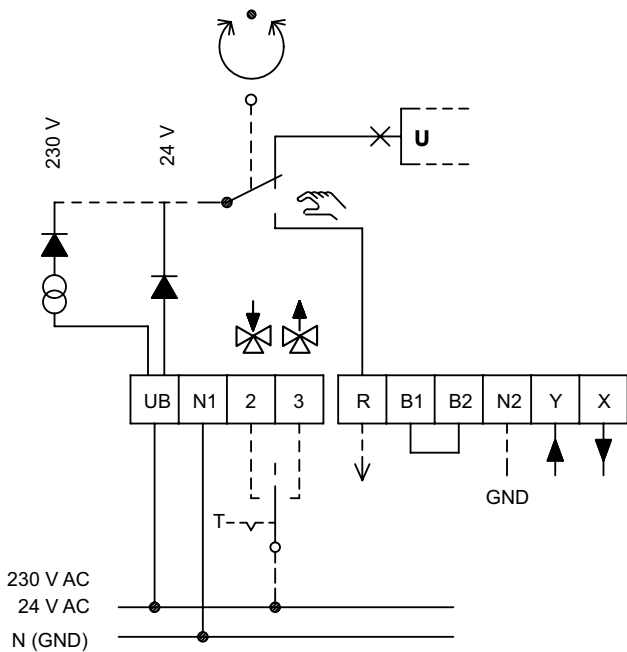 230 V
24 V
U
UB N1 2 3 R B1 B2 N2 Y X
GND
T
230 V AC
24 V AC
N (GND)